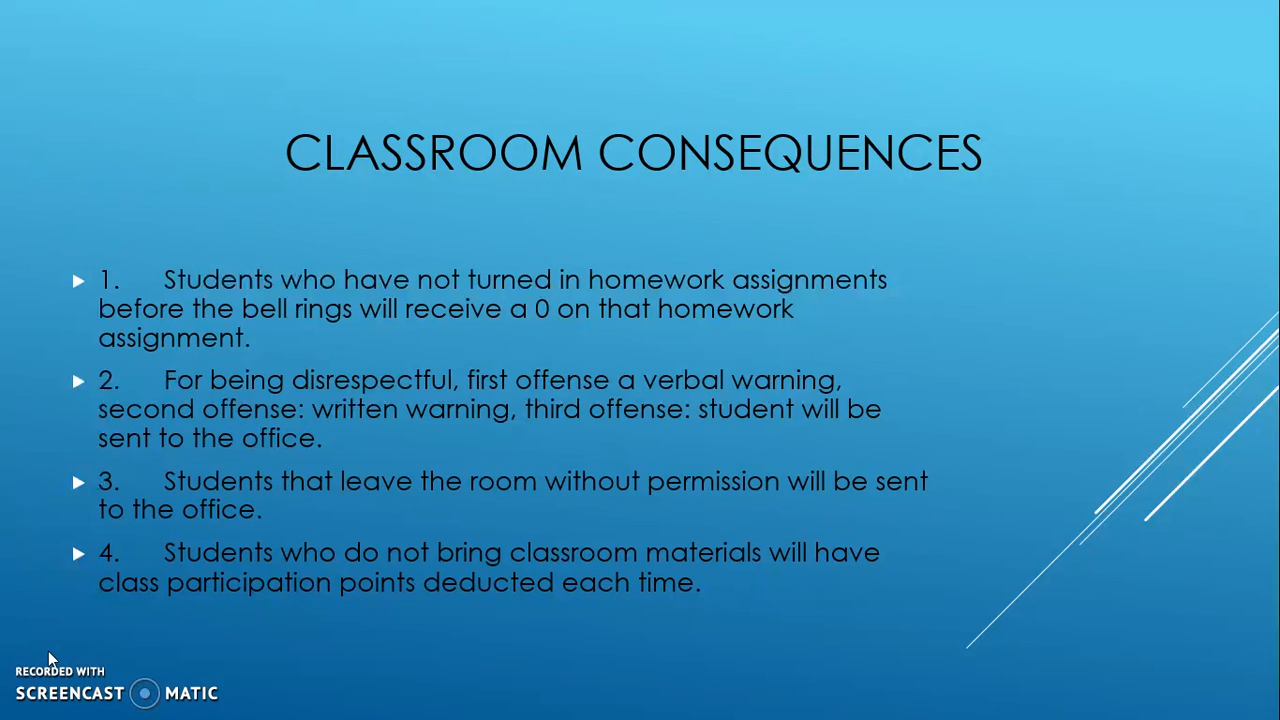 CLASSROOM CONSEQUENCES
1. Students who have not turned in homework assignments
before the bell rings will receive a 0 on that homework
assignment.
2. For being disrespectful, first offense a verbal warning,
second offense: written warning, third offense: student will be
sent to the office.
3. Students that leave the room without permission will be sent
to the office.
4. Students who do not bring classroom materials will have
class participation points deducted each time.
RECORDED WITH
SCREENCAST MATIC